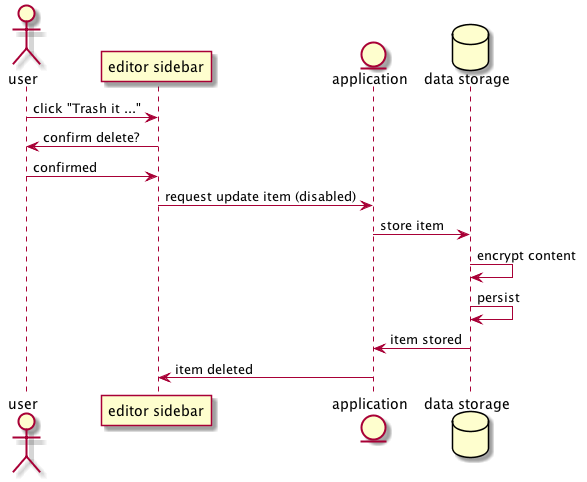 user
editor sidebar
application
data storage
click "Trash it ..."
confirm delete?
confirmed
request update item (disabled)
store item
encrypt content
persist
item stored
item deleted
user
editor sidebar
application
data storage